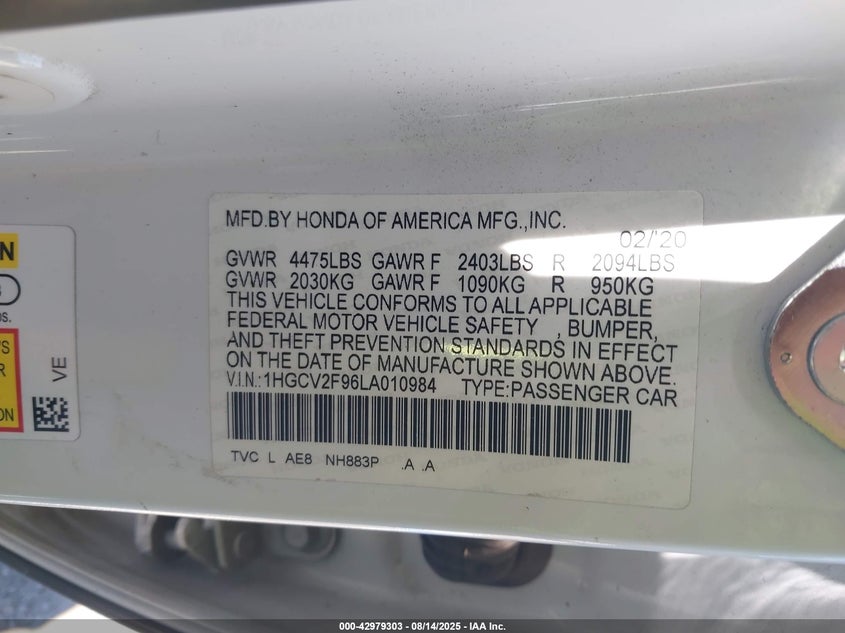 MFD.BY HONDA OF AMERICA MFG.,INC.
02/'20
GVWR 4475LBS GAWR F 2403LBS R 2094LBS
GVWR 2030KG GAWR F 1090KG R 950KG
THIS VEHICLE CONFORMS TO ALL APPLICABLE
FEDERAL MOTOR VEHICLE SAFETY , BUMPER,
AND THEFT PREVENTION STANDARDS IN EFFECT
ON THE DATE OF MANUFACTURE SHOWN ABOVE.
V.I.N.:1HGCV2F96LA010984 TYPE:PASSENGER CAR
TVC L AE8 NH883P .A .A
VE
000-42979303 - 08/14/2025 - IAA Inc.